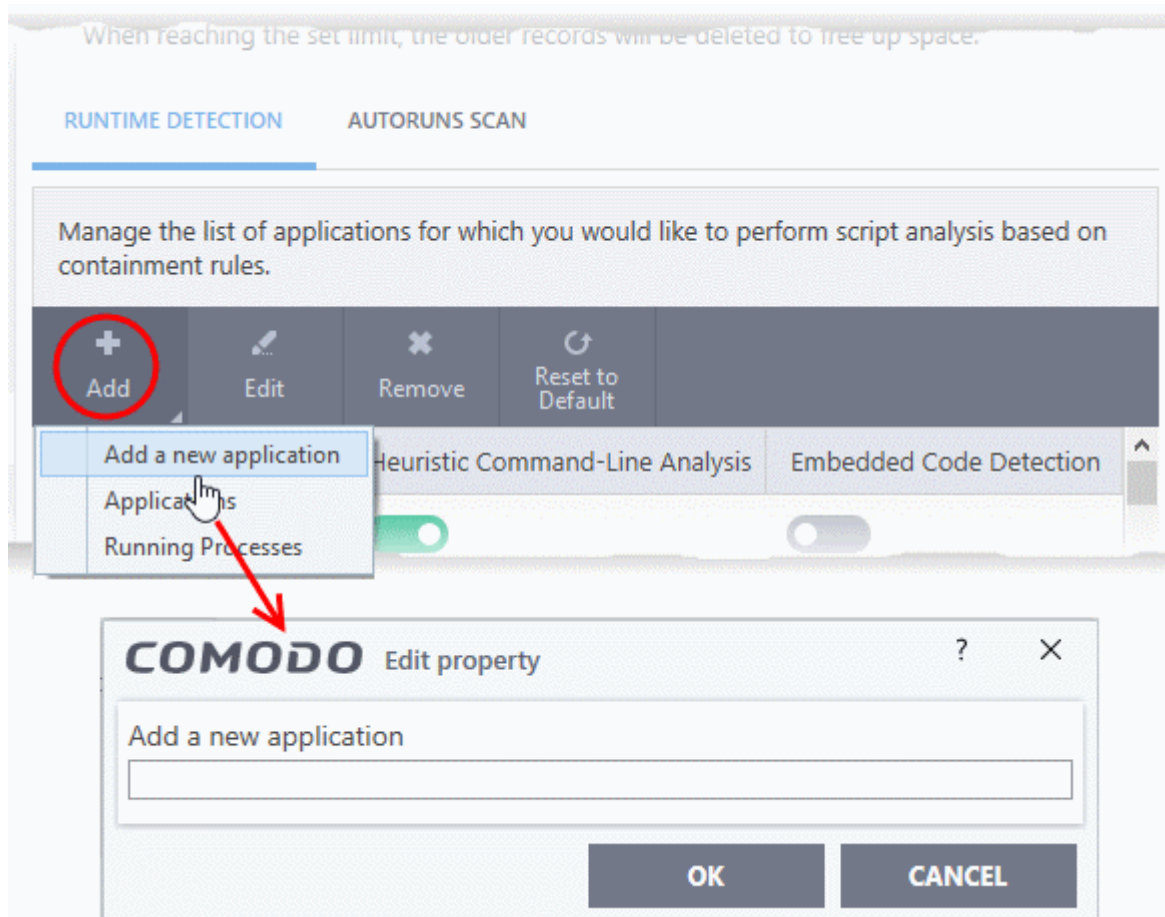 When reaching the set limit, the older records will be deleted to free up space.
RUNTIME DETECTION AUTORUNS SCAN
Manage the list of applications for which you would like to perform script analysis based on
containment rules.
Add Edit Remove Reset to
Default
Add a new application
Heuristic Command-Line Analysis Embedded Code Detection
Applications
Running Processes
COMODO Edit property ?
Add a new application
OK CANCEL